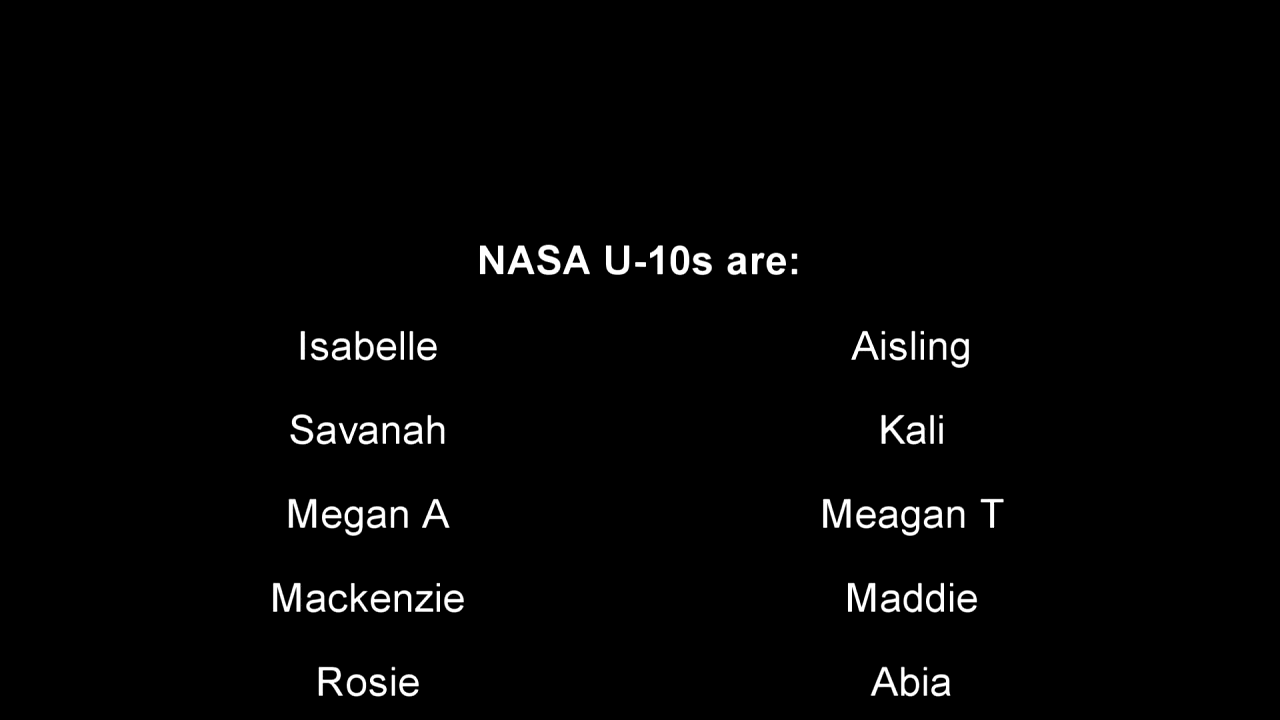 NASA U-10s are:
Isabelle Aisling
Savanah Kali
Megan A Meagan T
Mackenzie Maddie
Rosie Abia